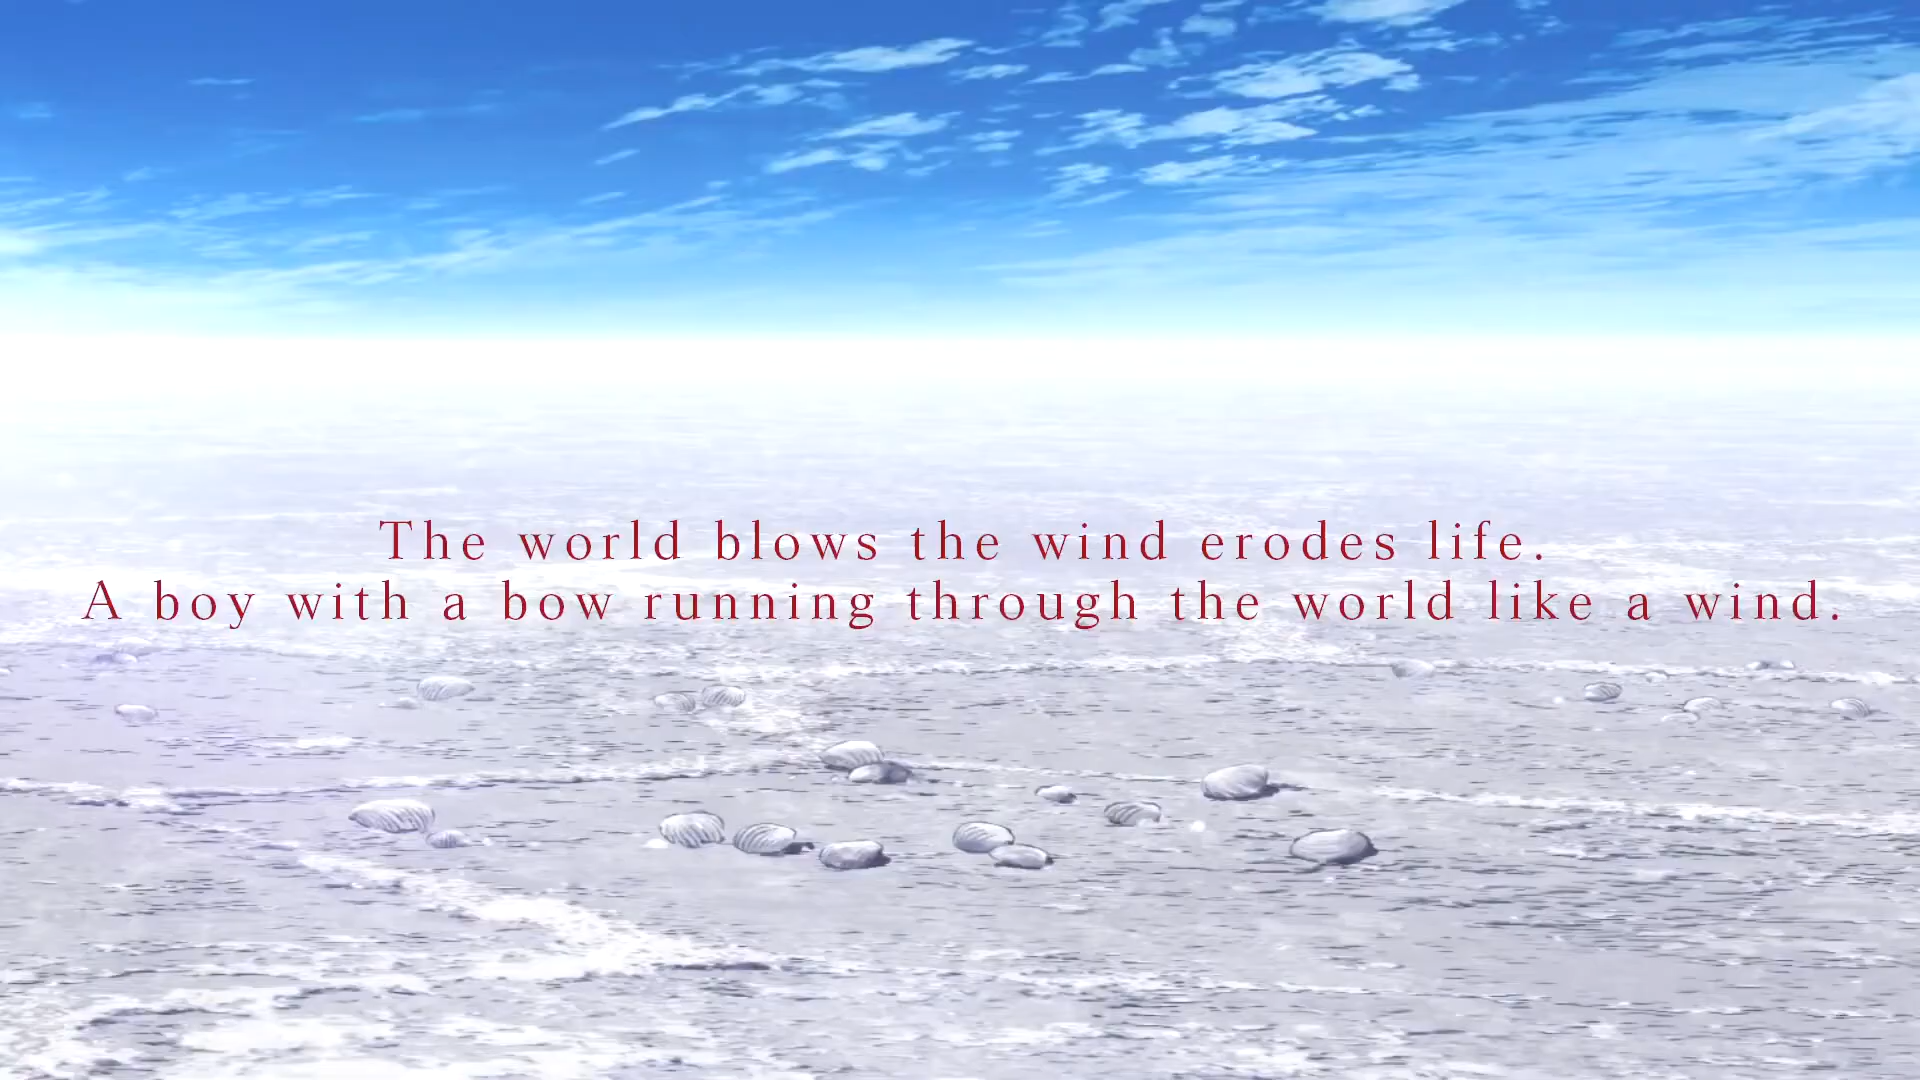 The world blows the wind erodes life.
A boy with a bow running through the world like a wind.